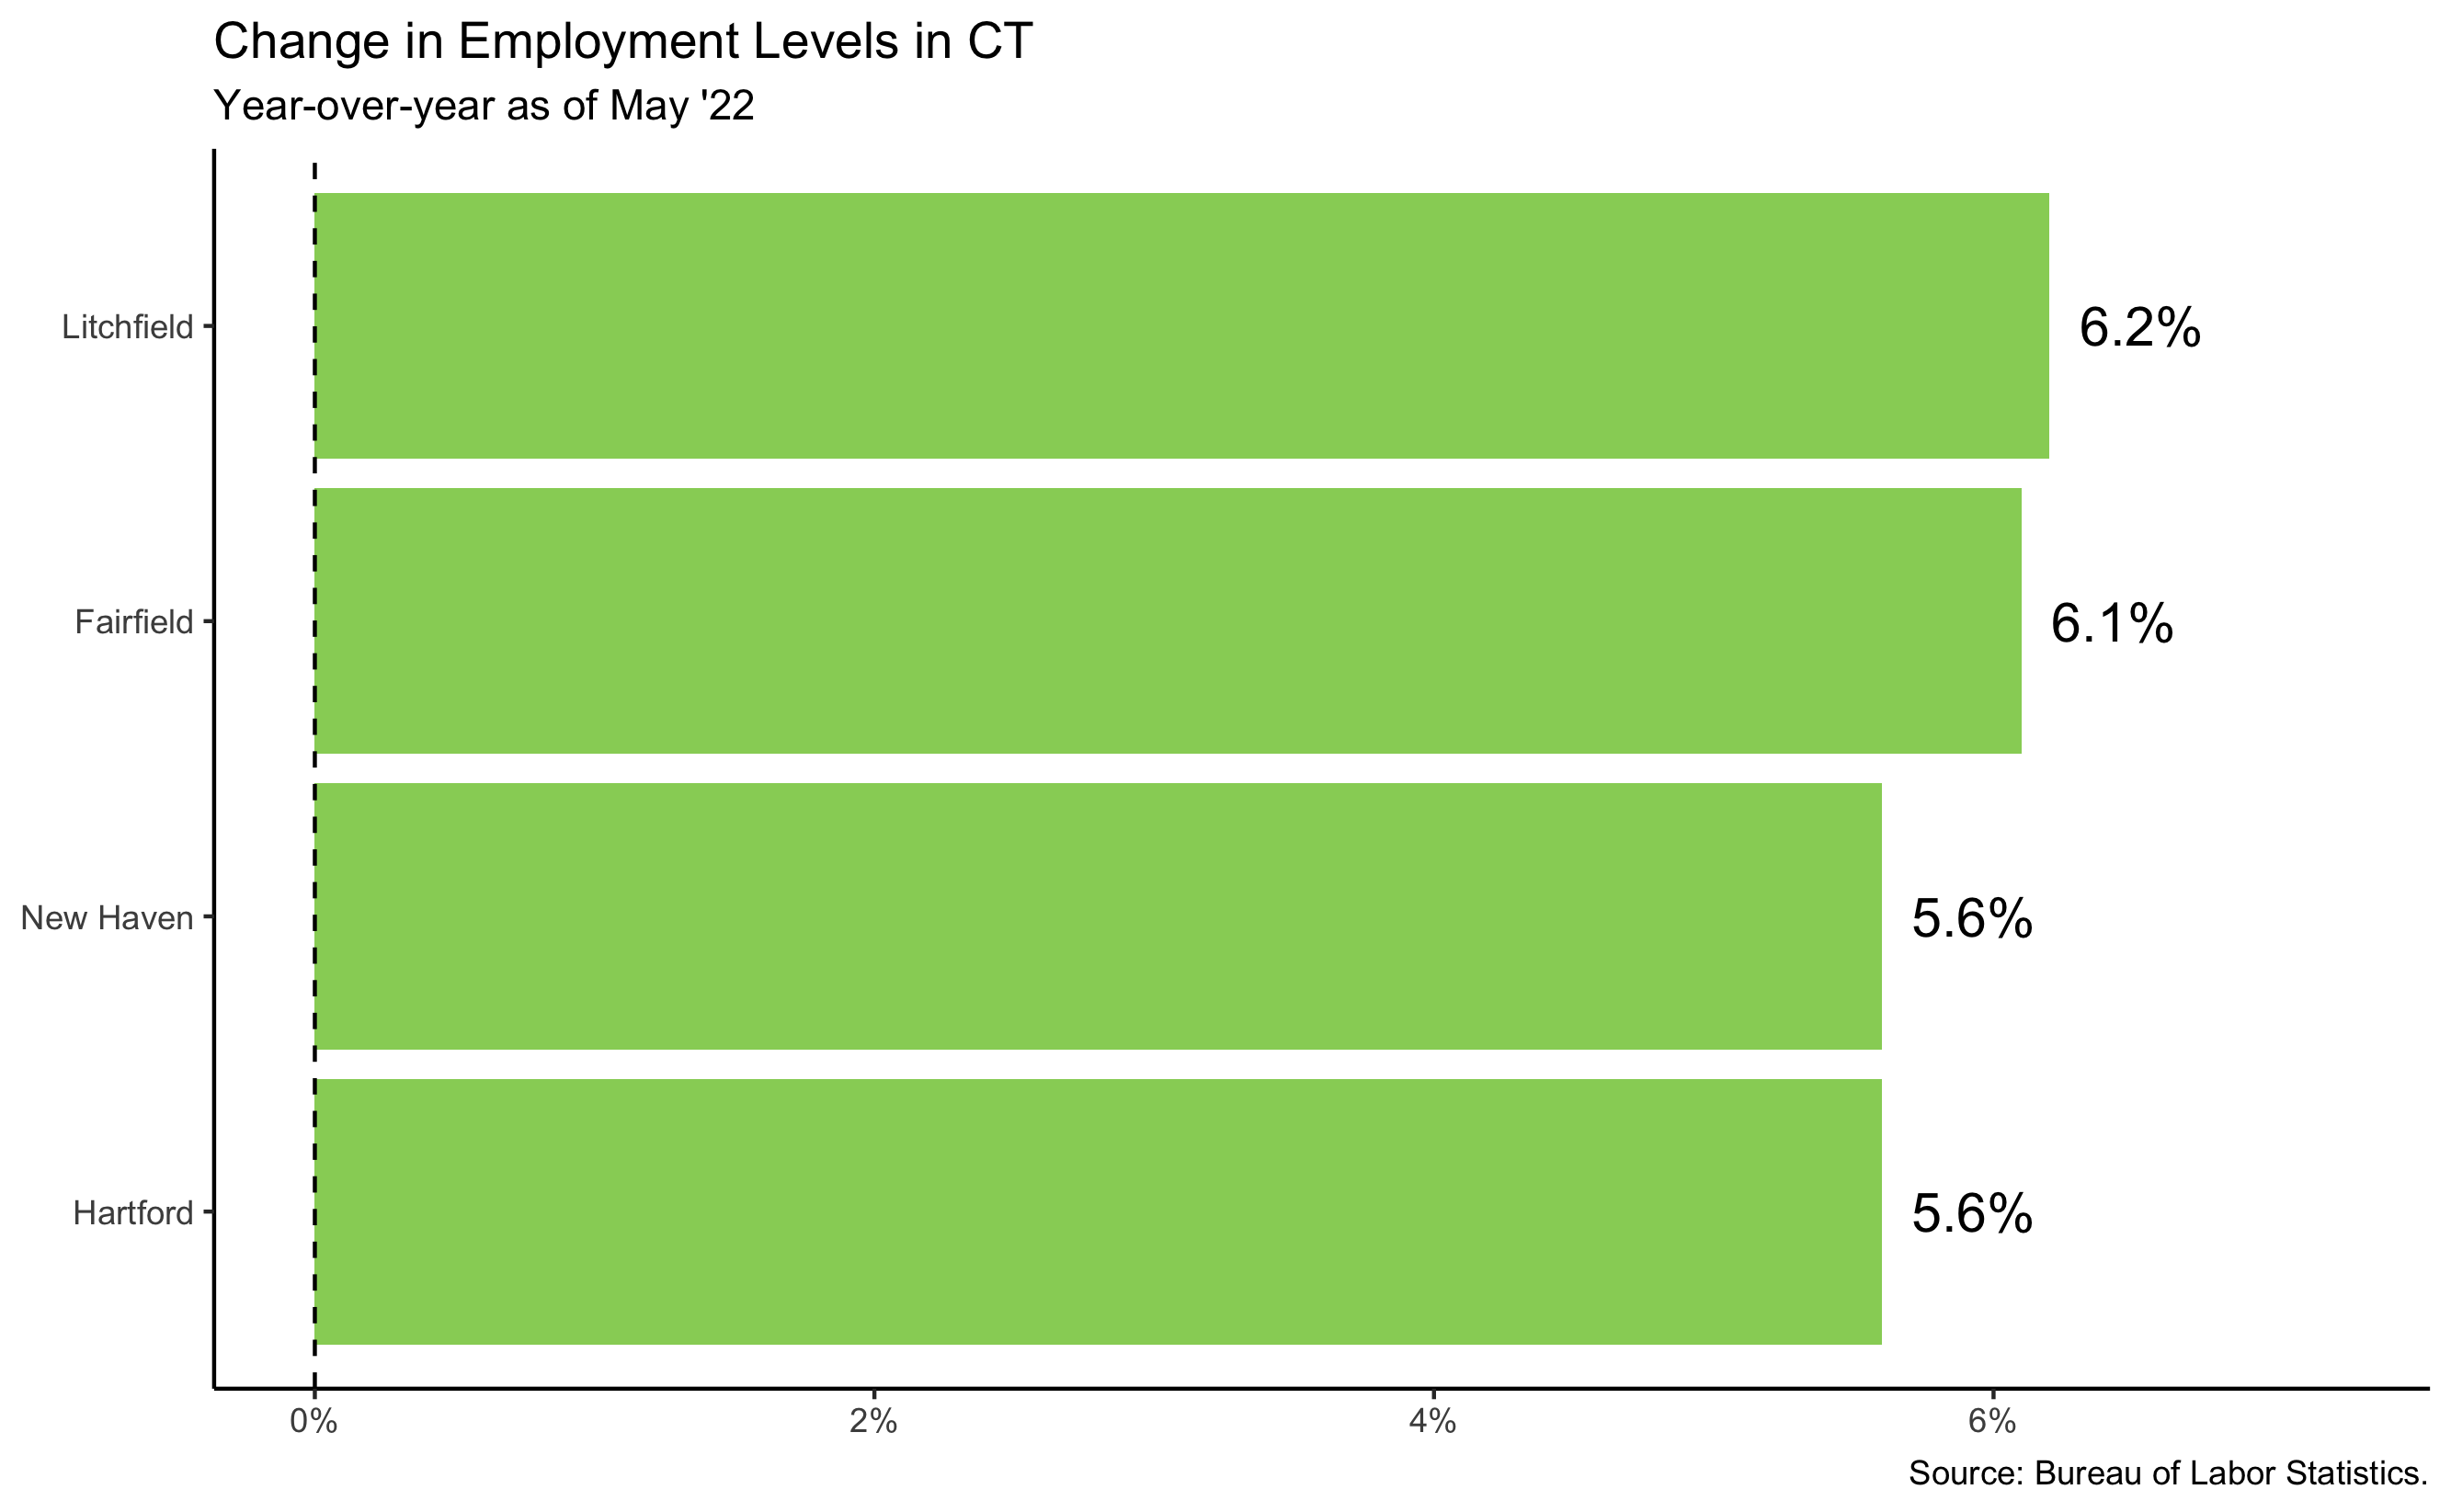 Change in Employment Levels in CT
Year-over-year as of May '22
Litchfield
6.2%
Fairfield
6.1%
New Haven
5.6%
Hartford
5.6%
0%
2%
4%
6%
Source: Bureau of Labor Statistics.